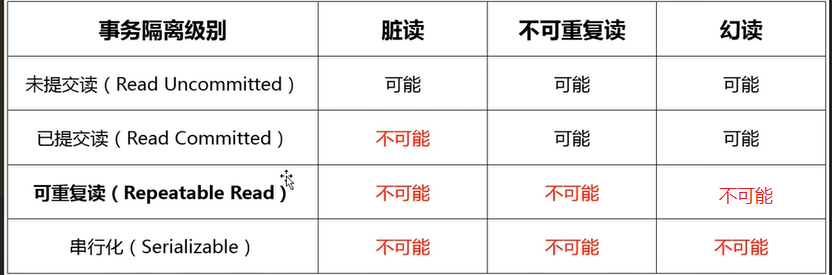 事务隔离级别 脏读 不可重复读 幻读
未提交读（Read Uncommitted） 可能 可能 可能
已提交读（Read Committed） 不可能 可能 可能
可重复读（Repeatable Read） 不可能 不可能 不可能
串行化（Serializable） 不可能 不可能 不可能